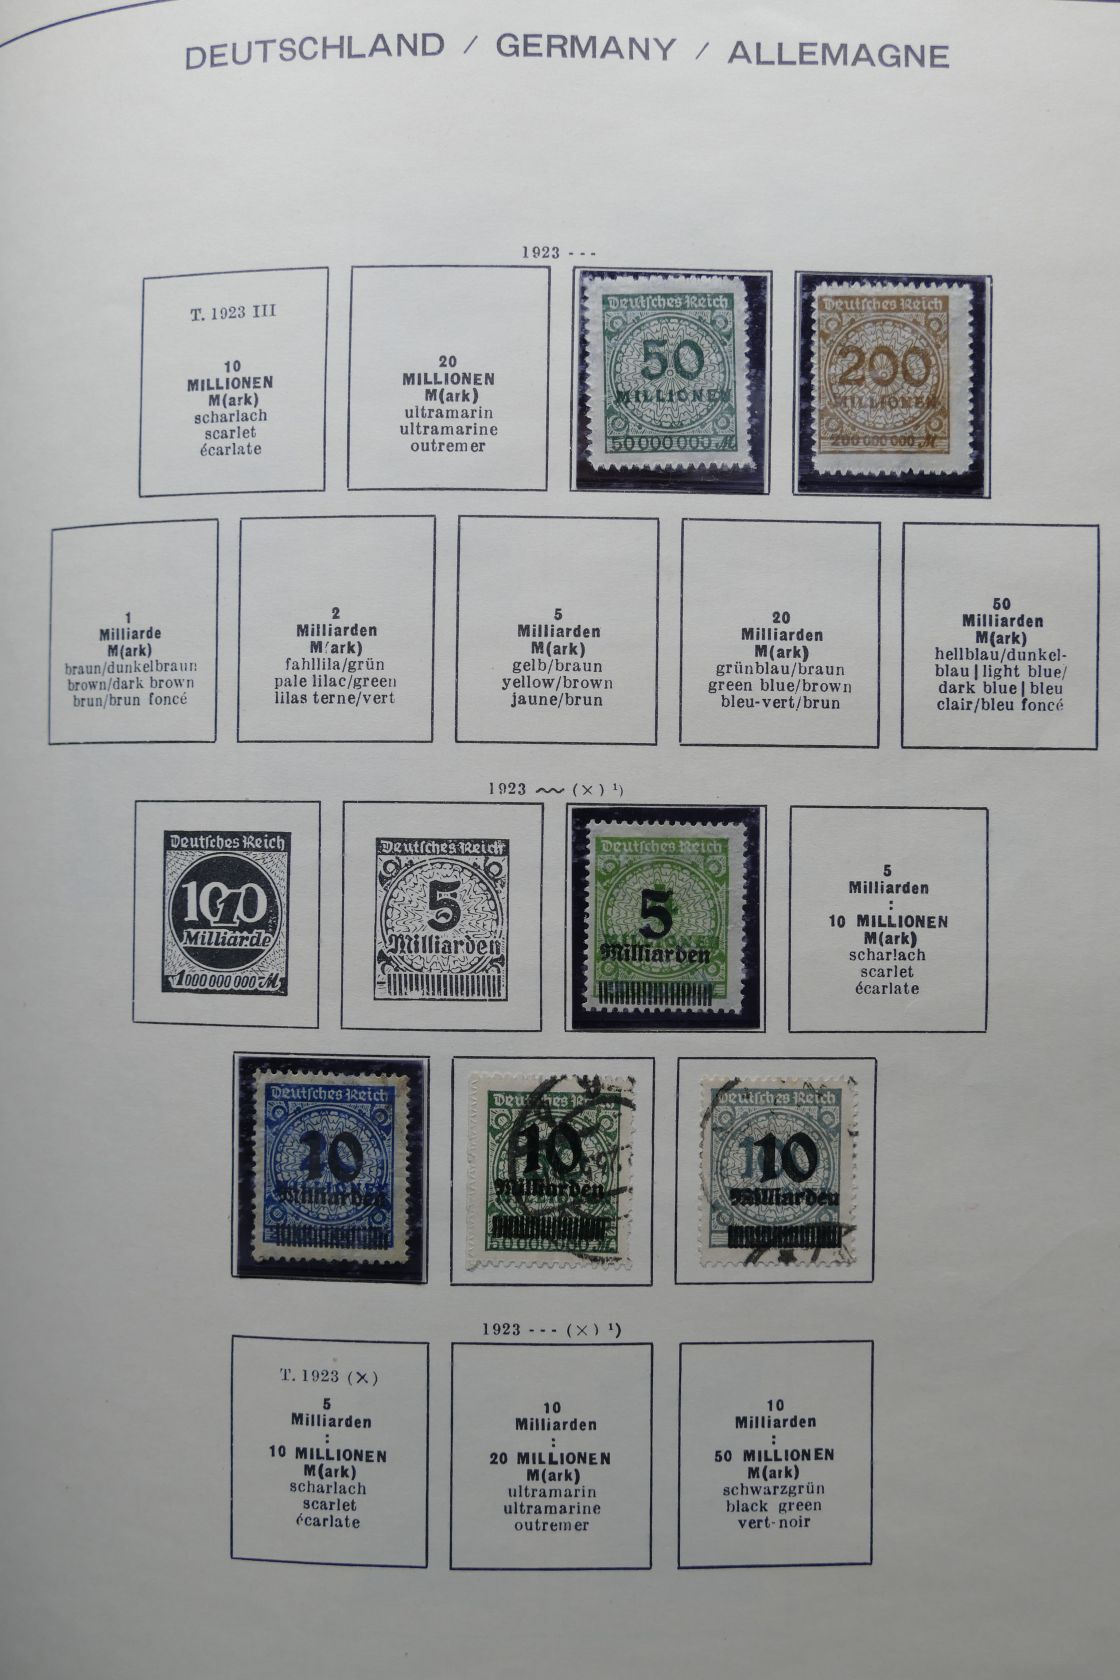 DEUTSCHLAND / GERMANY / ALLEMAGNE
1923 - - -
T. 1923 III
10
MILLIONEN
M(ark)
scharlach
scarlet
écarlate
20
MILLIONEN
M(ark)
ultramarin
ultramarine
outremer
Deutsches Reich
50
MILLIONEN
50 000 000 M
Deutsches Reich
200
MILLIONEN
200 000 000 M
1
Milliarde
M(ark)
braun/dunkelbraun
brown/dark brown
brun/brun foncé
2
Milliarden
M(ark)
fahllila/grün
pale lilac/green
lilas terne/vert
5
Milliarden
M(ark)
gelb/braun
yellow/brown
jaune/brun
20
Milliarden
M(ark)
grünblau/braun
green blue/brown
bleu-vert/brun
50
Milliarden
M(ark)
hellblau/dunkel-
blau|light blue/
dark blue|bleu
clair/bleu foncé
1923 ~~ (×) ¹)
Deutsches Reich
100
1
Milliarde
1000 000 000 M
Deutsches Reich
5
Milliarden
Deutsches Reich
5
Milliarden
5
Milliarden
:
10 MILLIONEN
M(ark)
scharlach
scarlet
écarlate
Deutsches Reich
10
Milliarden
Deutsches Reich
10
Milliarden
50 000 000 M
Deutsches Reich
10
Milliarden
1923 - - - (×) ¹)
T. 1923 (×)
5
Milliarden
:
10 MILLIONEN
M(ark)
scharlach
scarlet
écarlate
10
Milliarden
:
20 MILLIONEN
M(ark)
ultramarin
ultramarine
outremer
10
Milliarden
:
50 MILLIONEN
M(ark)
schwarzgrün
black green
vert-noir